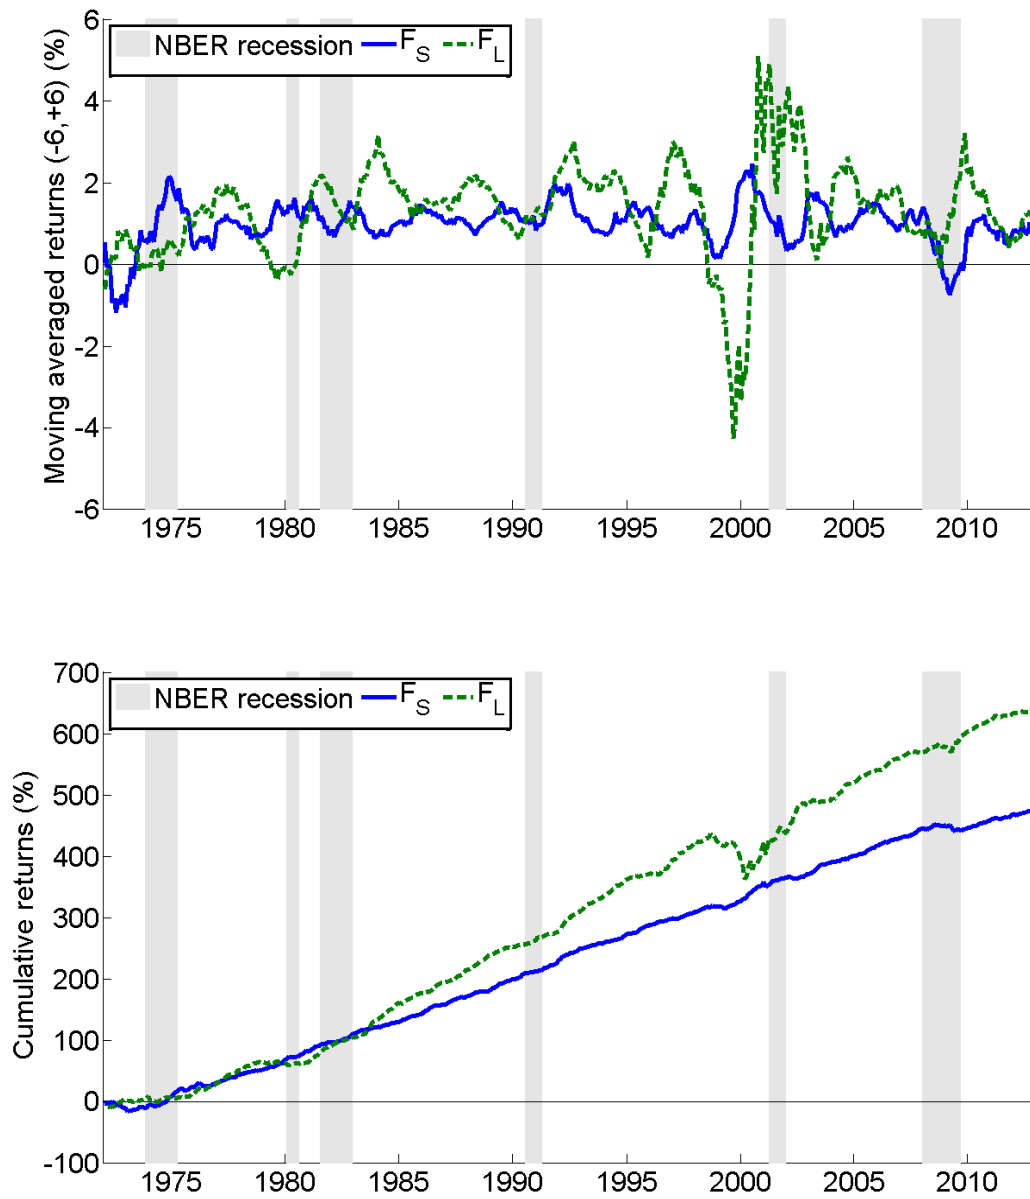 Moving averaged returns (-6,+6) (%)
6
4
2
0
-2
-4
-6
NBER recession F_S F_L
1975 1980 1985 1990 1995 2000 2005 2010
Cumulative returns (%)
700
600
500
400
300
200
100
0
-100
NBER recession F_S F_L
1975 1980 1985 1990 1995 2000 2005 2010